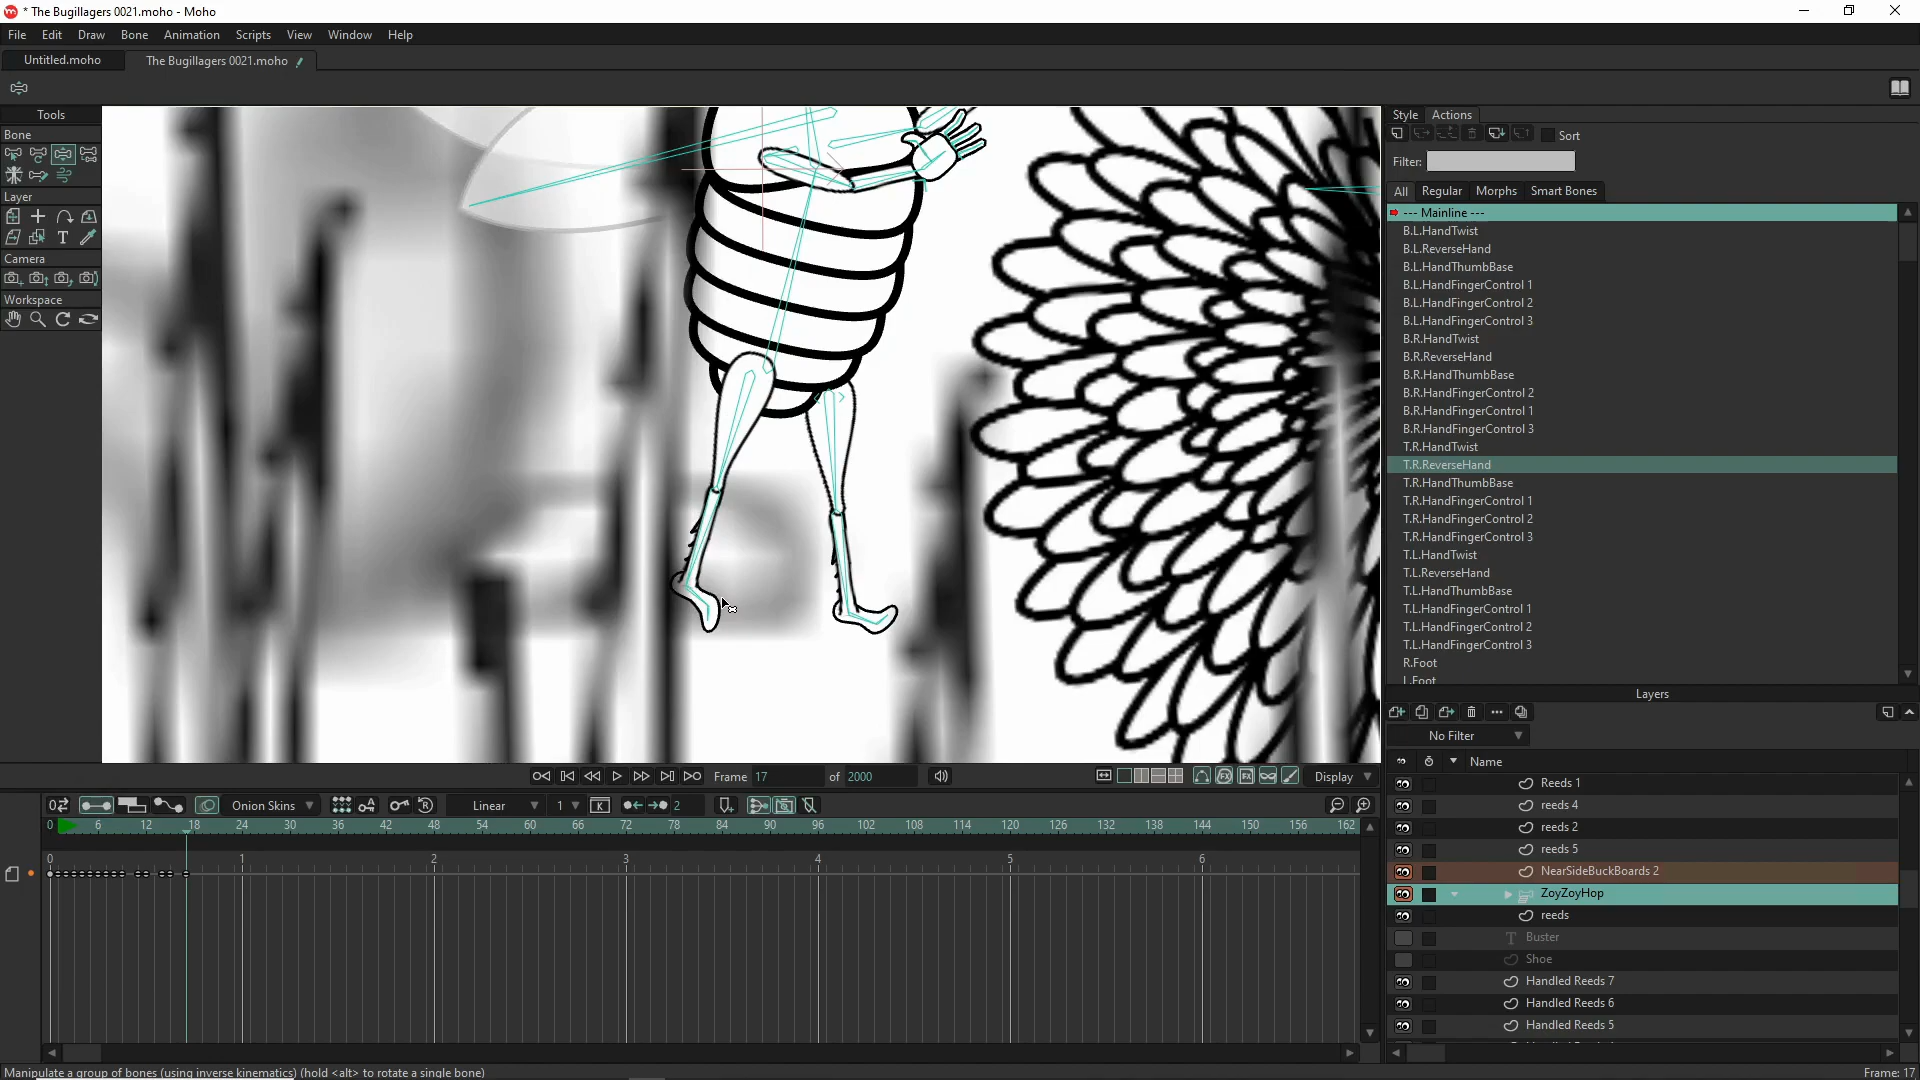 * The Bugillagers 0021.moho - Moho
File Edit Draw Bone Animation Scripts View Window Help
Untitled.moho The Bugillagers 0021.moho
Tools
Style Actions
Bone
Sort
Filter:
All Regular Morphs Smart Bones
Layer
--- Mainline ---
B.L.HandTwist
B.L.ReverseHand
B.L.HandThumbBase
B.L.HandFingerControl 1
B.L.HandFingerControl 2
B.L.HandFingerControl 3
B.R.HandTwist
B.R.ReverseHand
B.R.HandThumbBase
B.R.HandFingerControl 2
B.R.HandFingerControl 1
B.R.HandFingerControl 3
T.R.HandTwist
T.R.ReverseHand
T.R.HandThumbBase
T.R.HandFingerControl 1
T.R.HandFingerControl 2
T.R.HandFingerControl 3
T.L.HandTwist
T.L.ReverseHand
T.L.HandThumbBase
T.L.HandFingerControl 1
T.L.HandFingerControl 2
T.L.HandFingerControl 3
R.Foot
L.Foot
Camera
Workspace
Layers
No Filter
Name
Reeds 1
reeds 4
reeds 2
reeds 5
NearSideBuckBoards 2
ZoyZoyHop
reeds
Buster
Shoe
Handled Reeds 7
Handled Reeds 6
Handled Reeds 5
Frame 17 of 2000
Display
Onion Skins Linear 1 K 2
0 6 12 18 24 30 36 42 48 54 60 66 72 78 84 90 96 102 108 114 120 126 132 138 144 150 156 162
0 1 2 3 4 5 6
Manipulate a group of bones (using inverse kinematics) (hold <alt> to rotate a single bone)
Frame: 17